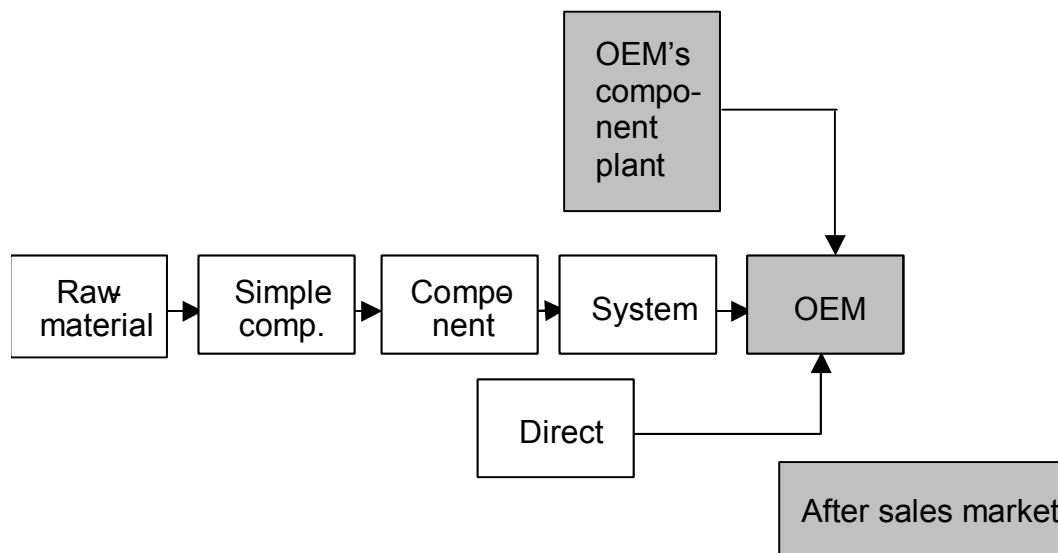 OEM's
compo-
nent
plant
Raw-
material
Simple
comp.
Compo-
nent
System
OEM
Direct
After sales market